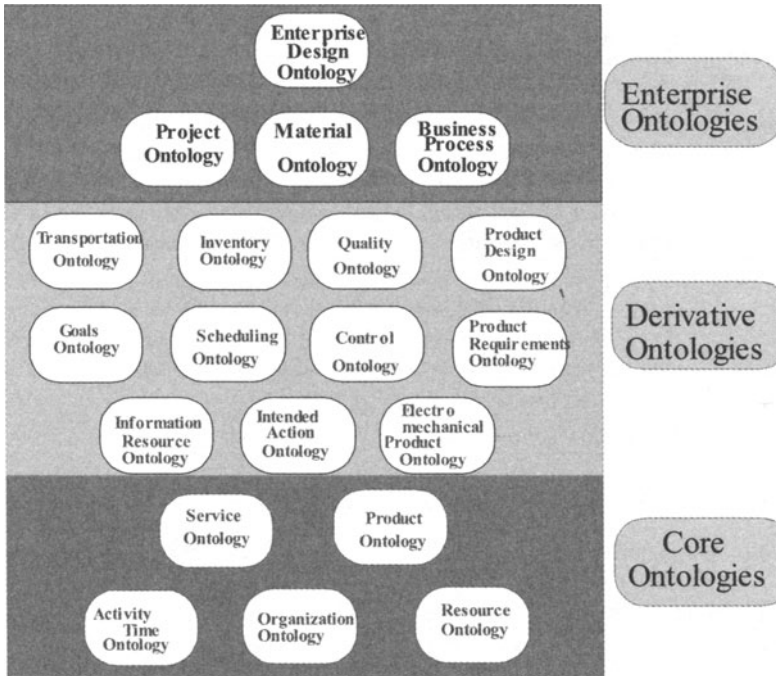 Enterprise
Design
Ontology
Project
Ontology
Material
Ontology
Business
Process
Ontology
Enterprise
Ontologies
Transportation
Ontology
Inventory
Ontology
Quality
Ontology
Product
Design
Ontology
Goals
Ontology
Scheduling
Ontology
Control
Ontology
Product
Requirements
Ontology
Derivative
Ontologies
Information
Resource
Ontology
Intended
Action
Ontology
Electro
mechanical
Product
Ontology
Service
Ontology
Product
Ontology
Core
Ontologies
Activity
Time
Ontology
Organization
Ontology
Resource
Ontology